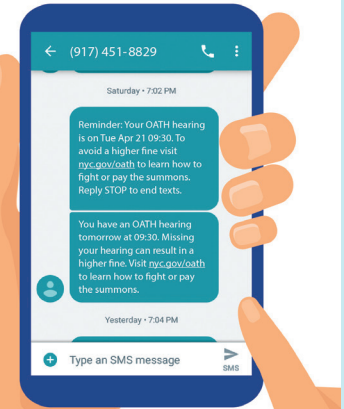 (917) 451-8829
Saturday • 7:02 PM
Reminder: Your OATH hearing
is on Tue Apr 21 09:30. To
avoid a higher fine visit
nyc.gov/oath to learn how to
fight or pay the summons.
Reply STOP to end texts.
You have an OATH hearing
tomorrow at 09:30. Missing
your hearing can result in a
higher fine. Visit nyc.gov/oath
to learn how to fight or pay
the summons.
Yesterday • 7:04 PM
Type an SMS message
SMS